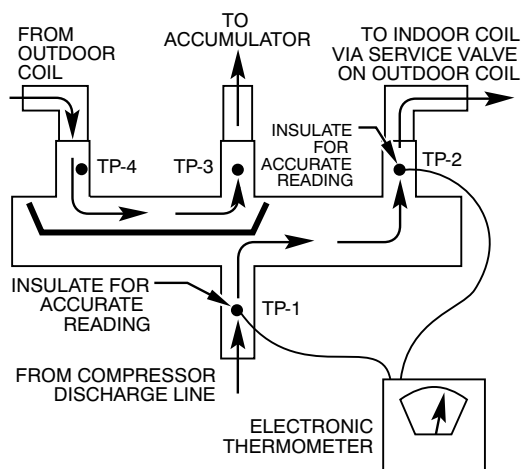 FROM
OUTDOOR
COIL
TO
ACCUMULATOR
TO INDOOR COIL
VIA SERVICE VALVE
ON OUTDOOR COIL
INSULATE
FOR
ACCURATE
READING
TP-4
TP-3
TP-2
INSULATE FOR
ACCURATE
READING
TP-1
FROM COMPRESSOR
DISCHARGE LINE
ELECTRONIC
THERMOMETER